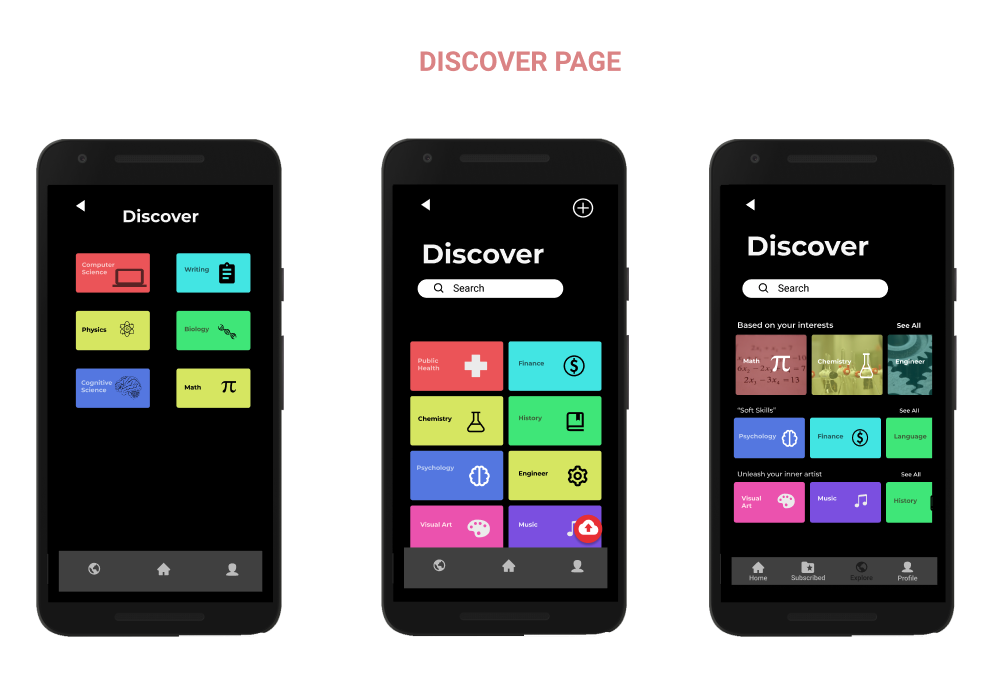 DISCOVER PAGE
Discover
Computer
Science
Writing
Physics
Biology
Cognitive
Science
Math
Discover
Search
Public
Health
Finance
Chemistry
History
Psychology
Engineer
Visual Art
Music
Discover
Search
Based on your interests
See All
Math
Chemistry
Engineer
"Soft Skills"
See All
Psychology
Finance
Language
Unleash your inner artist
See All
Visual
Art
Music
History
Home
Subscribed
Explore
Profile